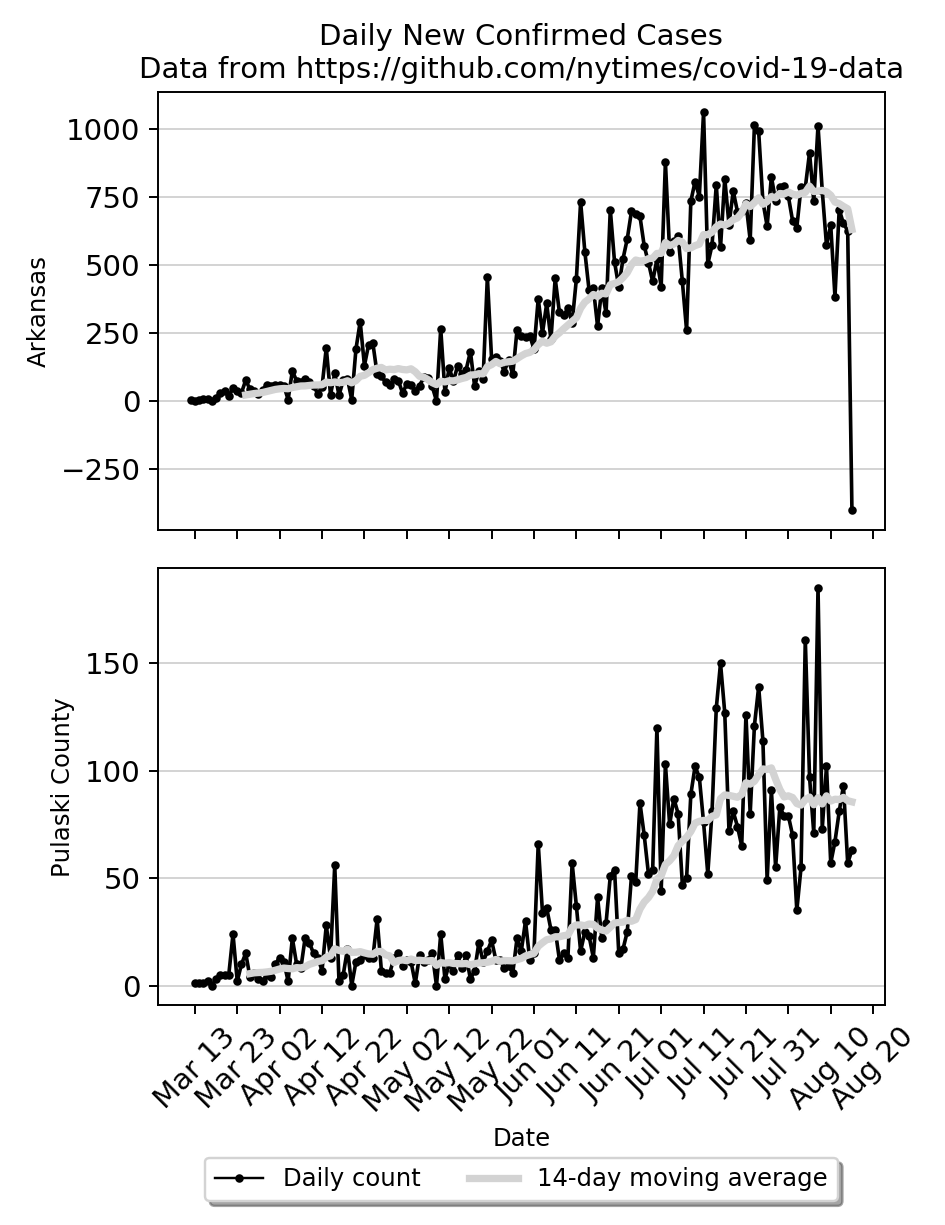 Daily New Confirmed Cases
Data from https://github.com/nytimes/covid-19-data
1000
750
500
250
0
−250
Arkansas
150
100
50
0
Pulaski County
Mar 13
Mar 23
Apr 02
Apr 12
Apr 22
May 02
May 12
May 22
Jun 01
Jun 11
Jun 21
Jul 01
Jul 11
Jul 21
Jul 31
Aug 10
Aug 20
Date
Daily count
14-day moving average